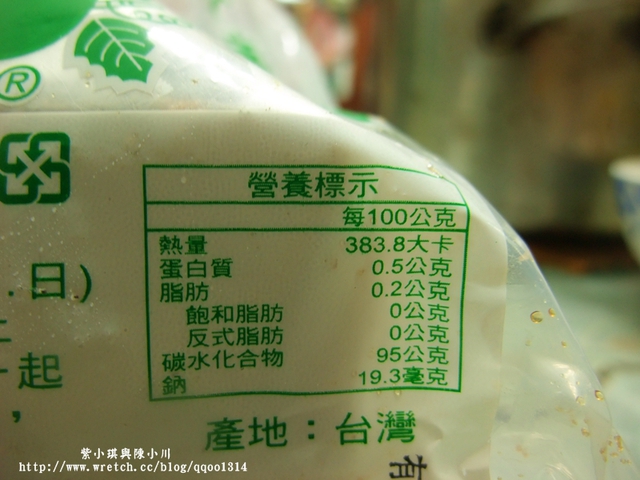 ®
營養標示
每100公克
熱量 383.8大卡
蛋白質 0.5公克
脂肪 0.2公克
飽和脂肪 0公克
反式脂肪 0公克
碳水化合物 95公克
鈉 19.3毫克
.日)
起
,
產地：台灣
有
紫小琪與陳小川
http://www.wretch.cc/blog/qqoo1314